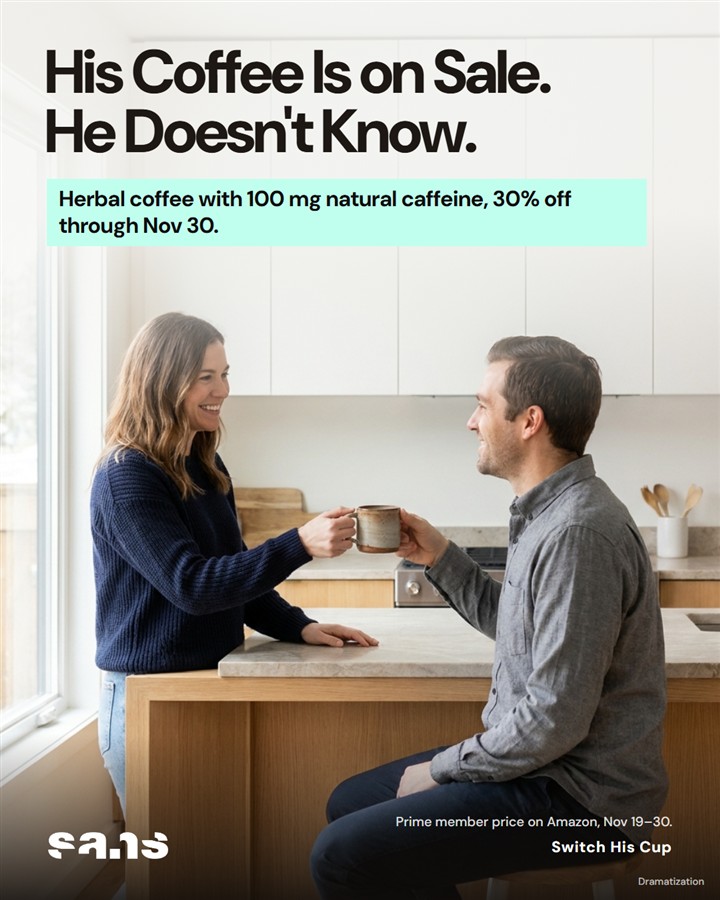 His Coffee Is on Sale.
He Doesn't Know.
Herbal coffee with 100 mg natural caffeine, 30% off
through Nov 30.
Prime member price on Amazon, Nov 19–30.
sans
Switch His Cup
Dramatization